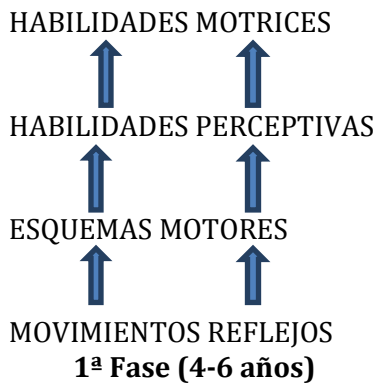 HABILIDADES MOTRICES
HABILIDADES PERCEPTIVAS
ESQUEMAS MOTORES
MOVIMIENTOS REFLEJOS
1ª Fase (4-6 años)